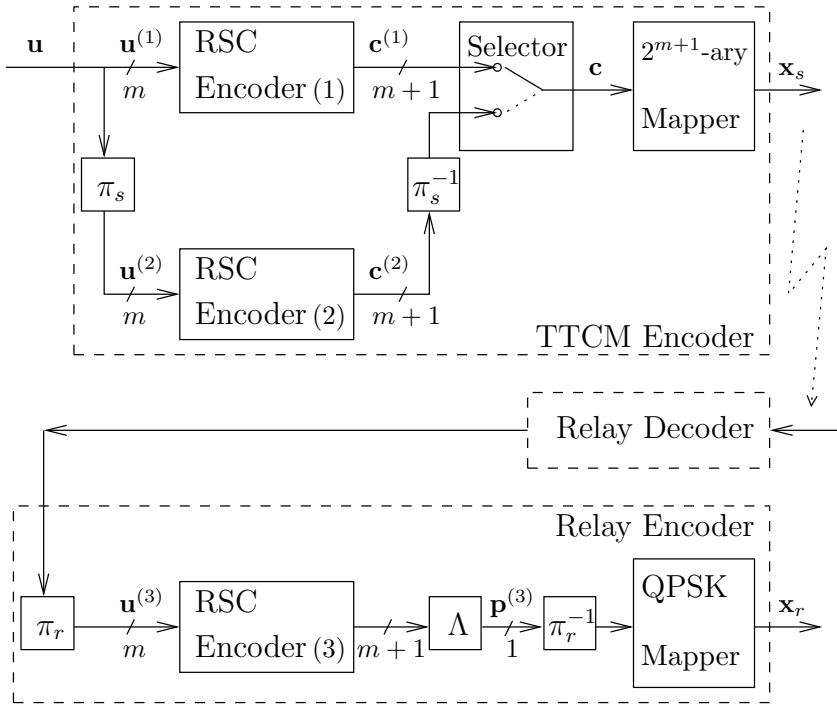 u
u^(1)
m
RSC
Encoder (1)
c^(1)
m + 1
Selector
c
2^{m+1}-ary
Mapper
x_s
π_s
π_s^{-1}
u^(2)
m
RSC
Encoder (2)
c^(2)
m + 1
TTCM Encoder
Relay Decoder
Relay Encoder
π_r
u^(3)
m
RSC
Encoder (3)
m + 1
Λ
p^(3)
1
π_r^{-1}
QPSK
Mapper
x_r